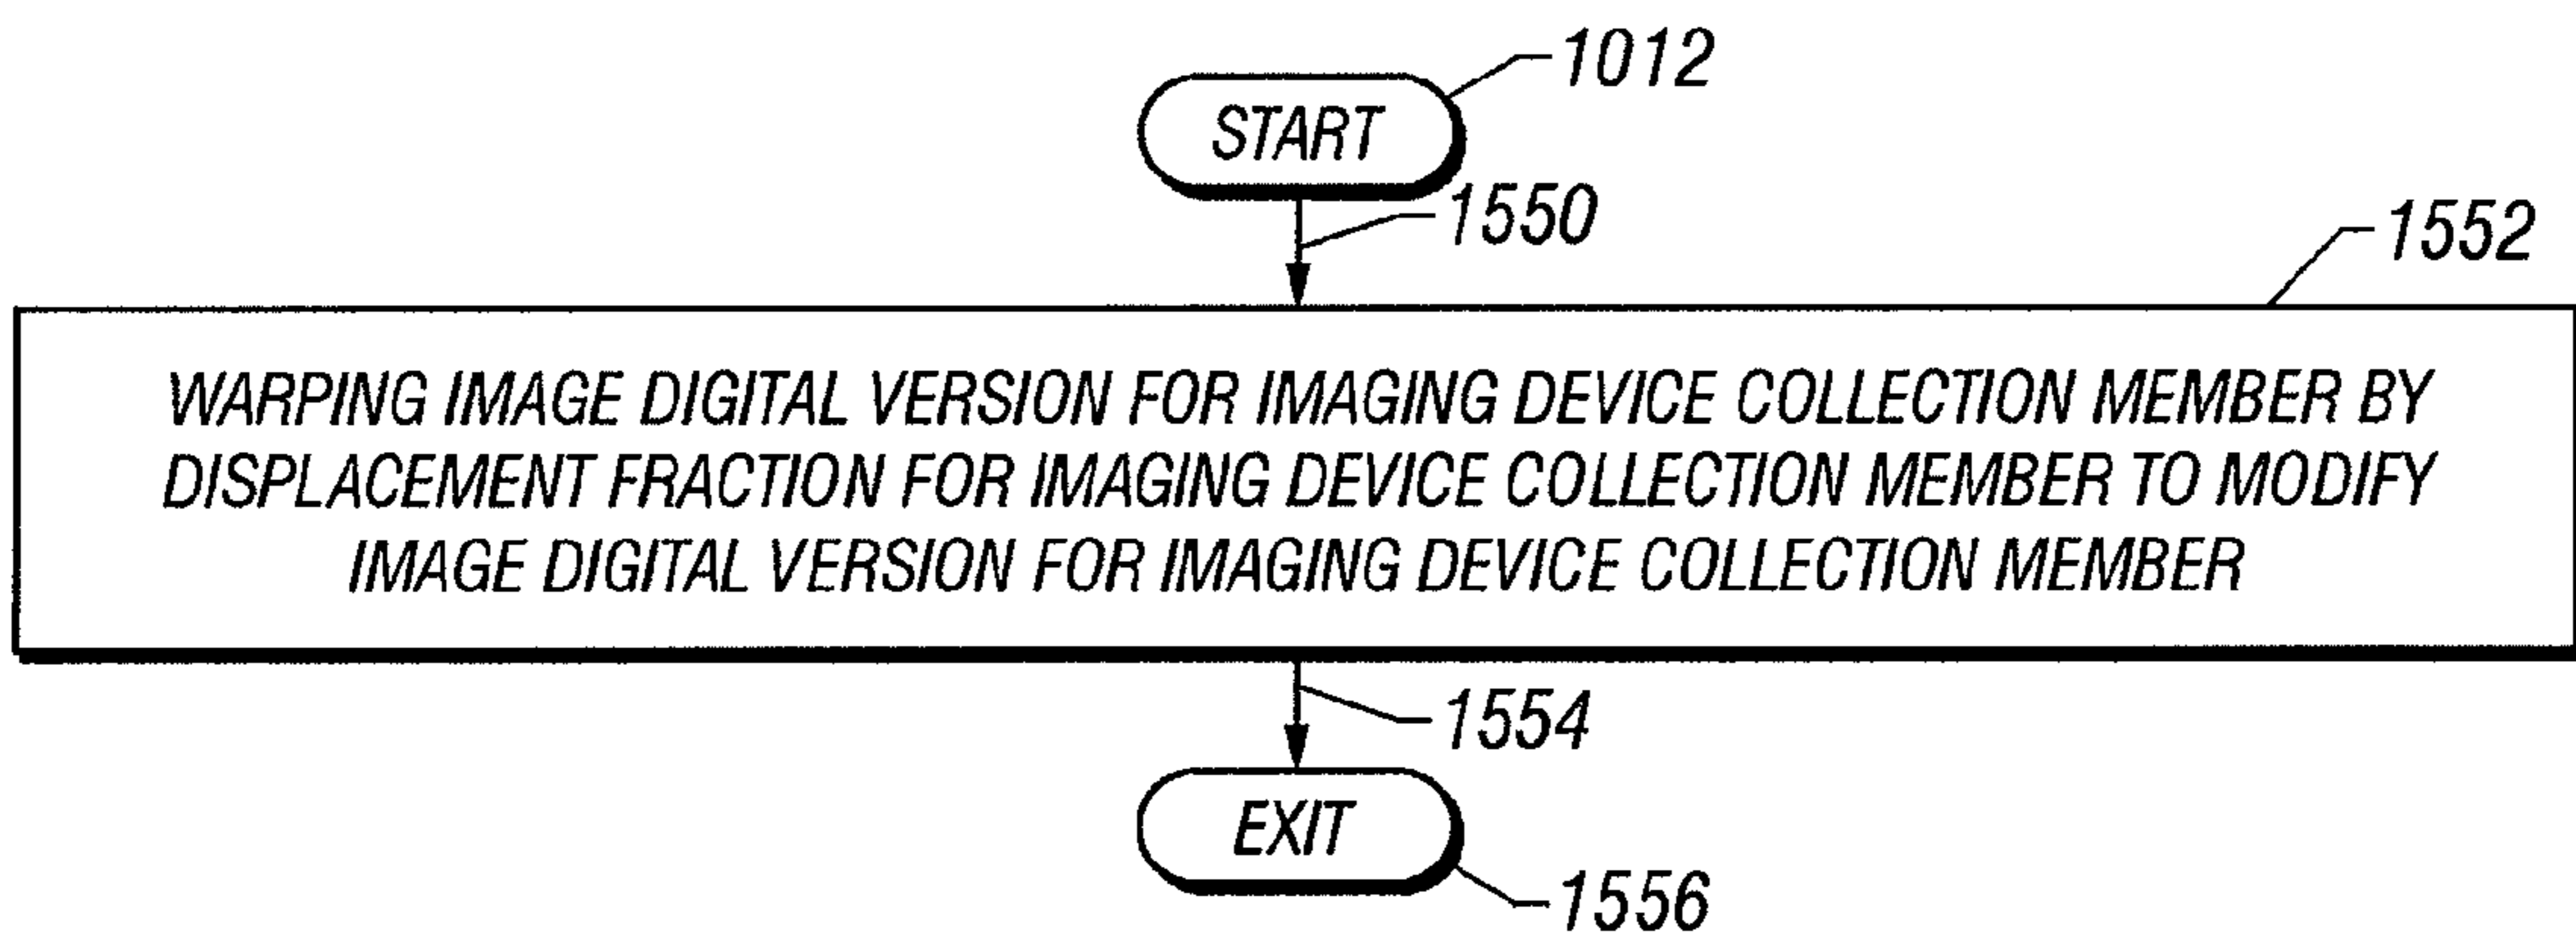 1012
START
1550
1552
WARPING IMAGE DIGITAL VERSION FOR IMAGING DEVICE COLLECTION MEMBER BY
DISPLACEMENT FRACTION FOR IMAGING DEVICE COLLECTION MEMBER TO MODIFY
IMAGE DIGITAL VERSION FOR IMAGING DEVICE COLLECTION MEMBER
1554
EXIT
1556